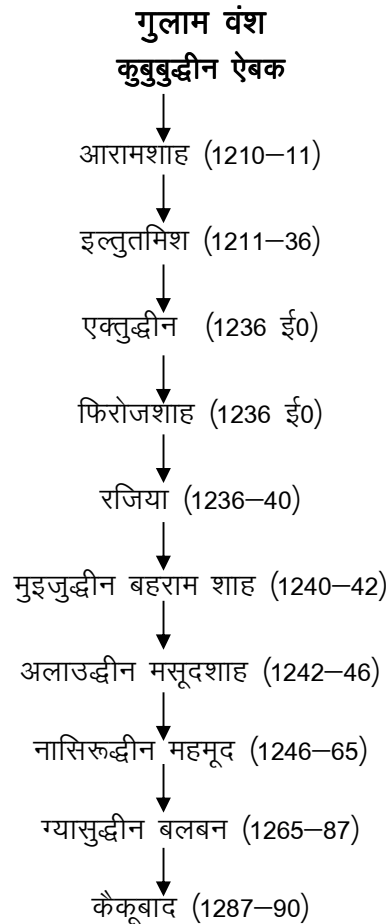 गुलाम वंश
कुबुबुद्धीन ऐबक
आरामशाह (1210–11)
इल्तुतमिश (1211–36)
एक्तुद्धीन (1236 ई0)
फिरोजशाह (1236 ई0)
रजिया (1236–40)
मुइजुद्धीन बहराम शाह (1240–42)
अलाउद्धीन मसूदशाह (1242–46)
नासिरूद्धीन महमूद (1246–65)
ग्यासुद्धीन बलबन (1265–87)
कैकूबाद (1287–90)